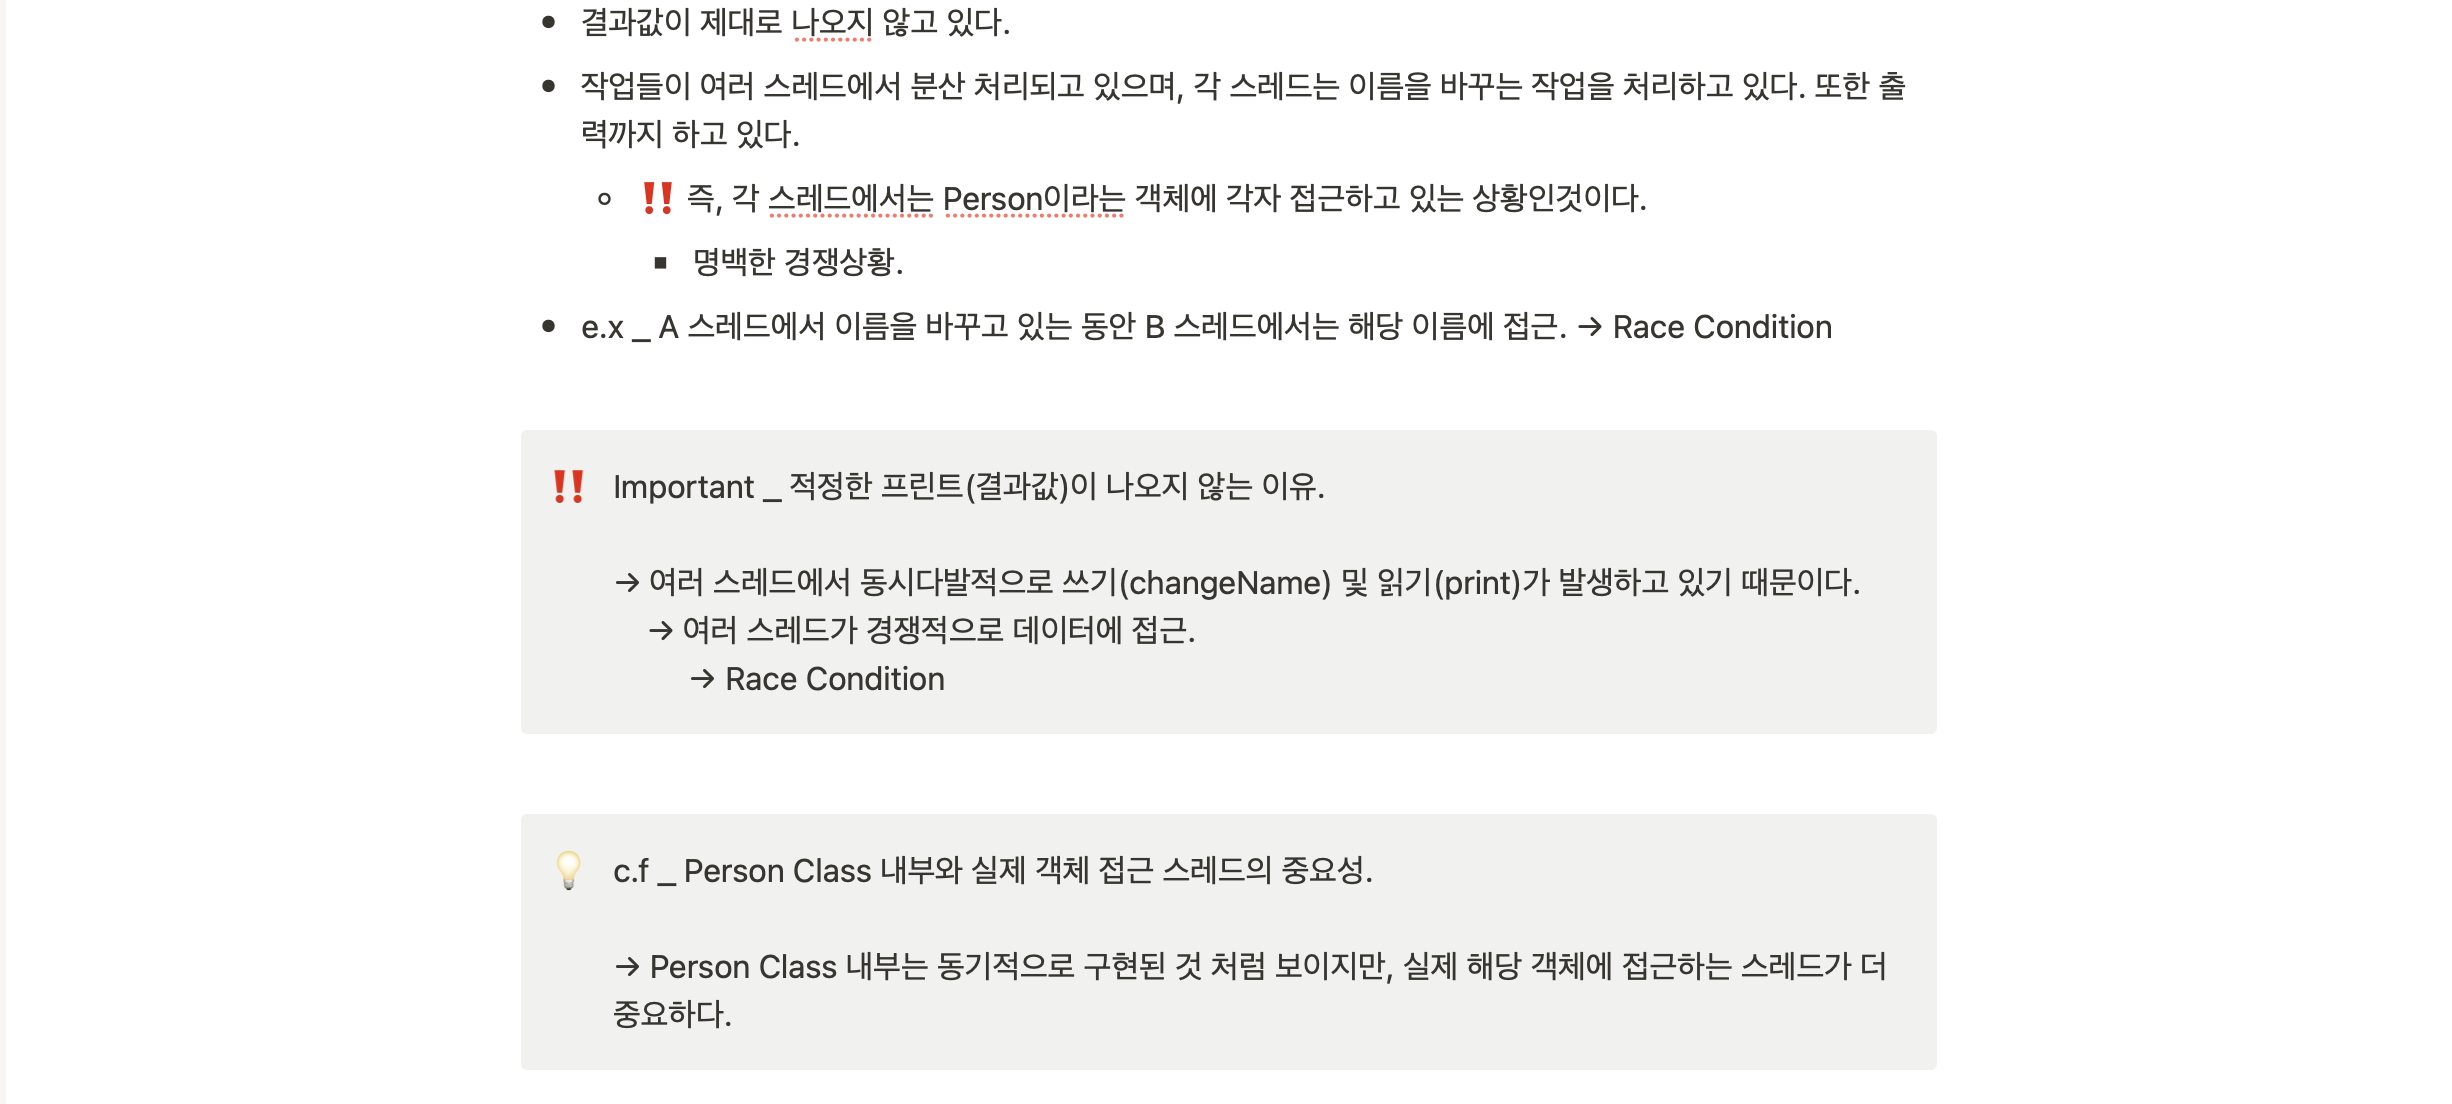 • 결과값이 제대로 나오지 않고 있다.
• 작업들이 여러 스레드에서 분산 처리되고 있으며, 각 스레드는 이름을 바꾸는 작업을 처리하고 있다. 또한 출
력까지 하고 있다.
◦ ‼️ 즉, 각 스레드에서는 Person이라는 객체에 각자 접근하고 있는 상황인것이다.
▪ 명백한 경쟁상황.
• e.x _ A 스레드에서 이름을 바꾸고 있는 동안 B 스레드에서는 해당 이름에 접근. → Race Condition
‼️ Important _ 적정한 프린트(결과값)이 나오지 않는 이유.
→ 여러 스레드에서 동시다발적으로 쓰기(changeName) 및 읽기(print)가 발생하고 있기 때문이다.
→ 여러 스레드가 경쟁적으로 데이터에 접근.
→ Race Condition
💡 c.f _ Person Class 내부와 실제 객체 접근 스레드의 중요성.
→ Person Class 내부는 동기적으로 구현된 것 처럼 보이지만, 실제 해당 객체에 접근하는 스레드가 더
중요하다.